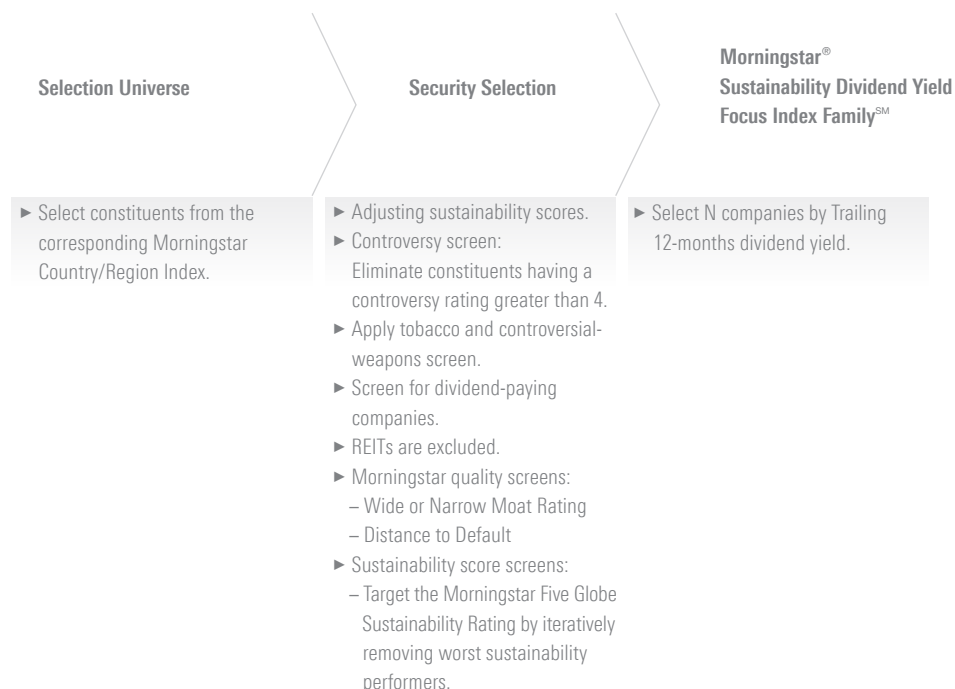 Selection Universe
Security Selection
Morningstar®
Sustainability Dividend Yield
Focus Index Family℠
► Select constituents from the
corresponding Morningstar
Country/Region Index.
► Adjusting sustainability scores.
► Controversy screen:
Eliminate constituents having a
controversy rating greater than 4.
► Apply tobacco and controversial-
weapons screen.
► Screen for dividend-paying
companies.
► REITs are excluded.
► Morningstar quality screens:
– Wide or Narrow Moat Rating
– Distance to Default
► Sustainability score screens:
– Target the Morningstar Five Globe
Sustainability Rating by iteratively
removing worst sustainability
performers.
► Select N companies by Trailing
12-months dividend yield.